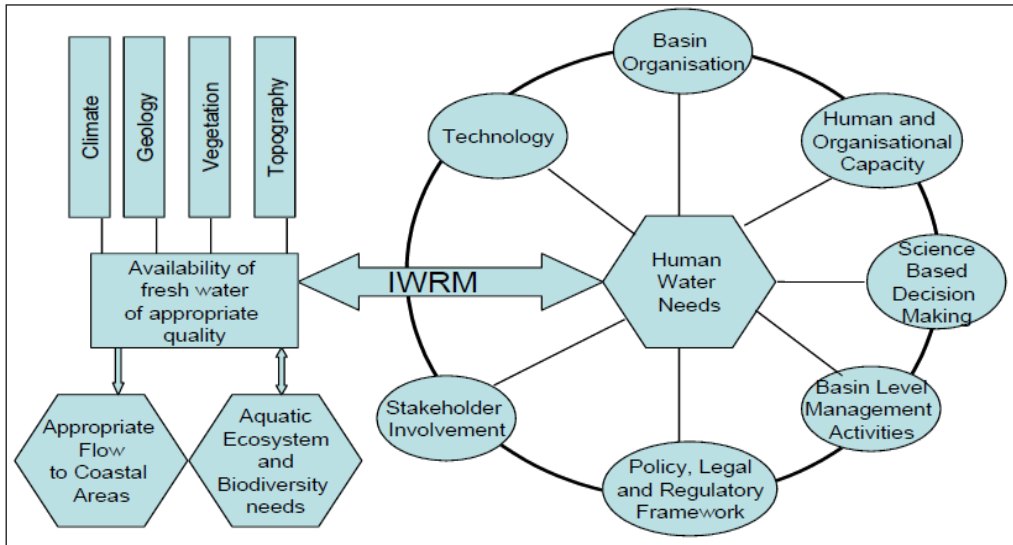 Climate
Geology
Vegetation
Topography
Availability of
fresh water
of appropriate
quality
Appropriate
Flow
to Coastal
Areas
Aquatic
Ecosystem
and
Biodiversity
needs
IWRM
Human
Water
Needs
Basin
Organisation
Human and
Organisational
Capacity
Science
Based
Decision
Making
Basin Level
Management
Activities
Policy, Legal
and Regulatory
Framework
Stakeholder
Involvement
Technology